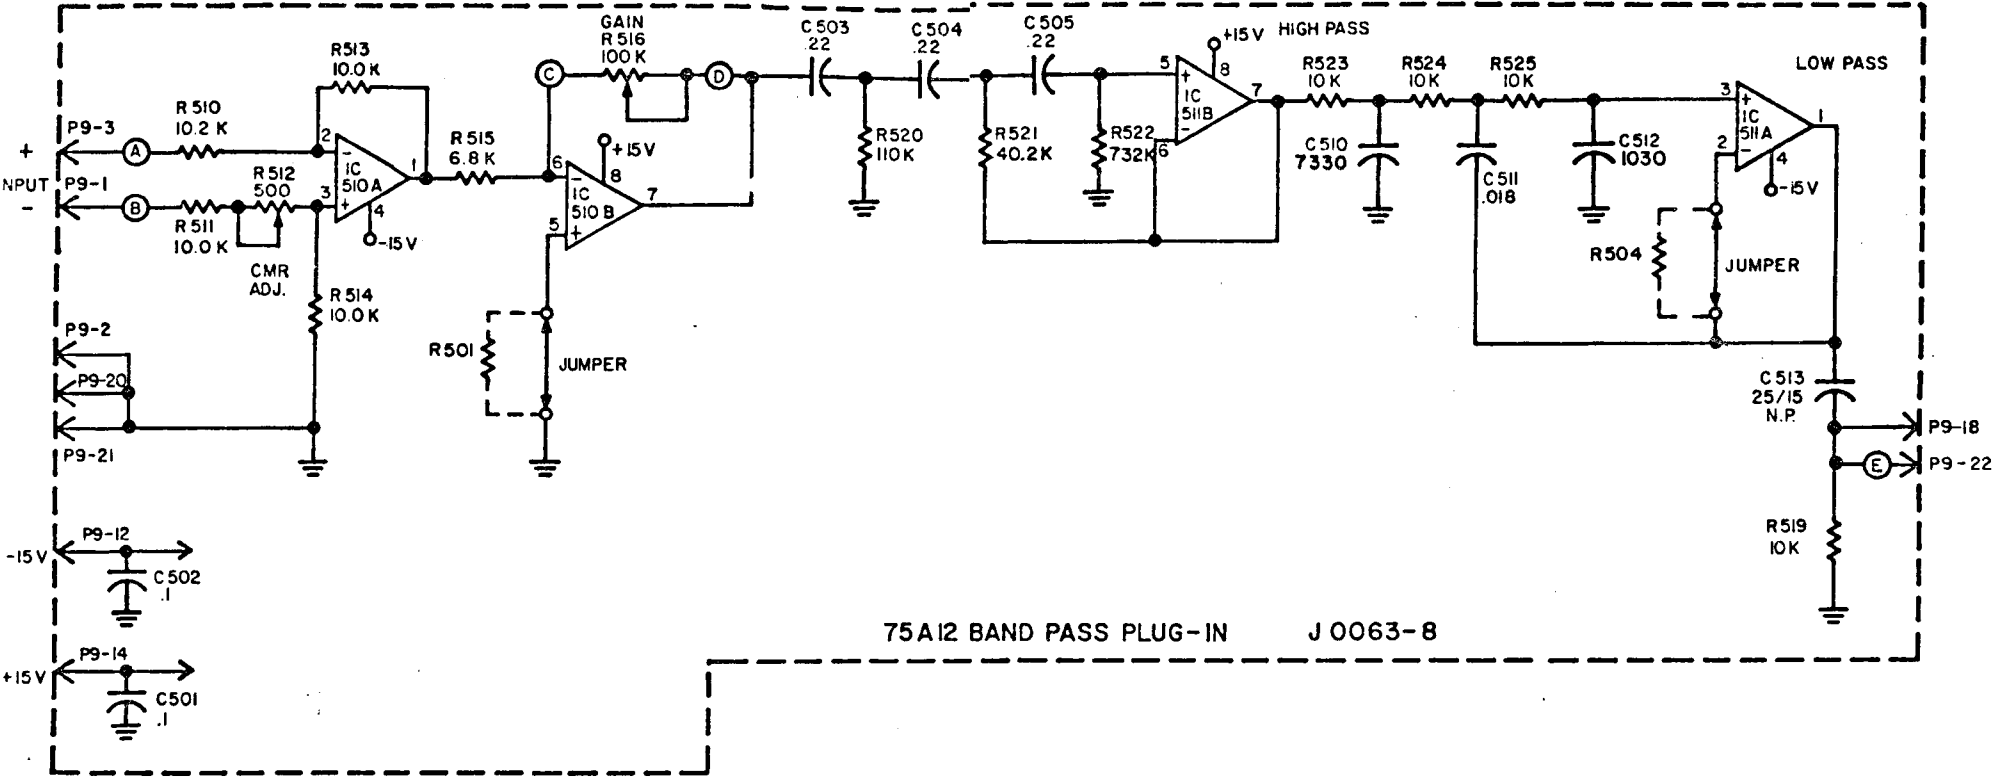 GAIN
R516
100K
C503
.22
C504
.22
C505
.22
+15V
HIGH PASS
R513
10.0K
C
D
5
+
8
IC
511B
7
-
6
R523
10K
R524
10K
R525
10K
LOW PASS
3
+
IC
511A
1
2
-
4
-15V
R510
10.2K
P9-3
+
A
2
-
IC
510A
1
3
+
4
-15V
R515
6.8K
+15V
6
-
8
IC
510B
7
5
+
R520
110K
R521
40.2K
R522
732K
C510
7330
C511
.018
C512
1030
NPUT
P9-1
-
B
R512
500
R511
10.0K
CMR
ADJ.
R514
10.0K
R504
JUMPER
P9-2
P9-20
P9-21
R501
JUMPER
C513
25/15
N.P.
P9-18
E
P9-22
R519
10K
-15V
P9-12
C502
.1
+15V
P9-14
C501
.1
75A12 BAND PASS PLUG-IN J0063-8